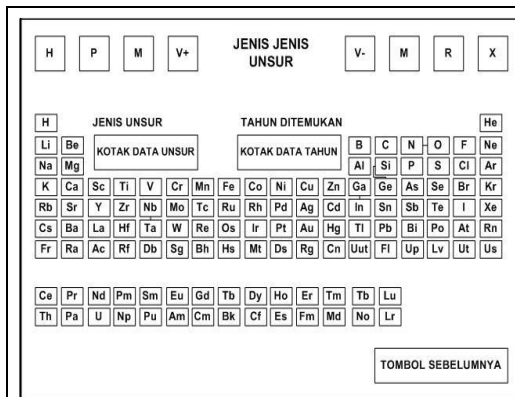 H P M V+ JENIS JENIS V- M R X
UNSUR
H JENIS UNSUR TAHUN DITEMUKAN He
Li Be KOTAK DATA UNSUR KOTAK DATA TAHUN B C N O F Ne
Na Mg Al Si P S Cl Ar
K Ca Sc Ti V Cr Mn Fe Co Ni Cu Zn Ga Ge As Se Br Kr
Rb Sr Y Zr Nb Mo Tc Ru Rh Pd Ag Cd In Sn Sb Te I Xe
Cs Ba La Hf Ta W Re Os Ir Pt Au Hg Tl Pb Bi Po At Rn
Fr Ra Ac Rf Db Sg Bh Hs Mt Ds Rg Cn Uut Fl Up Lv Ut Us
Ce Pr Nd Pm Sm Eu Gd Tb Dy Ho Er Tm Tb Lu
Th Pa U Np Pu Am Cm Bk Cf Es Fm Md No Lr
TOMBOL SEBELUMNYA